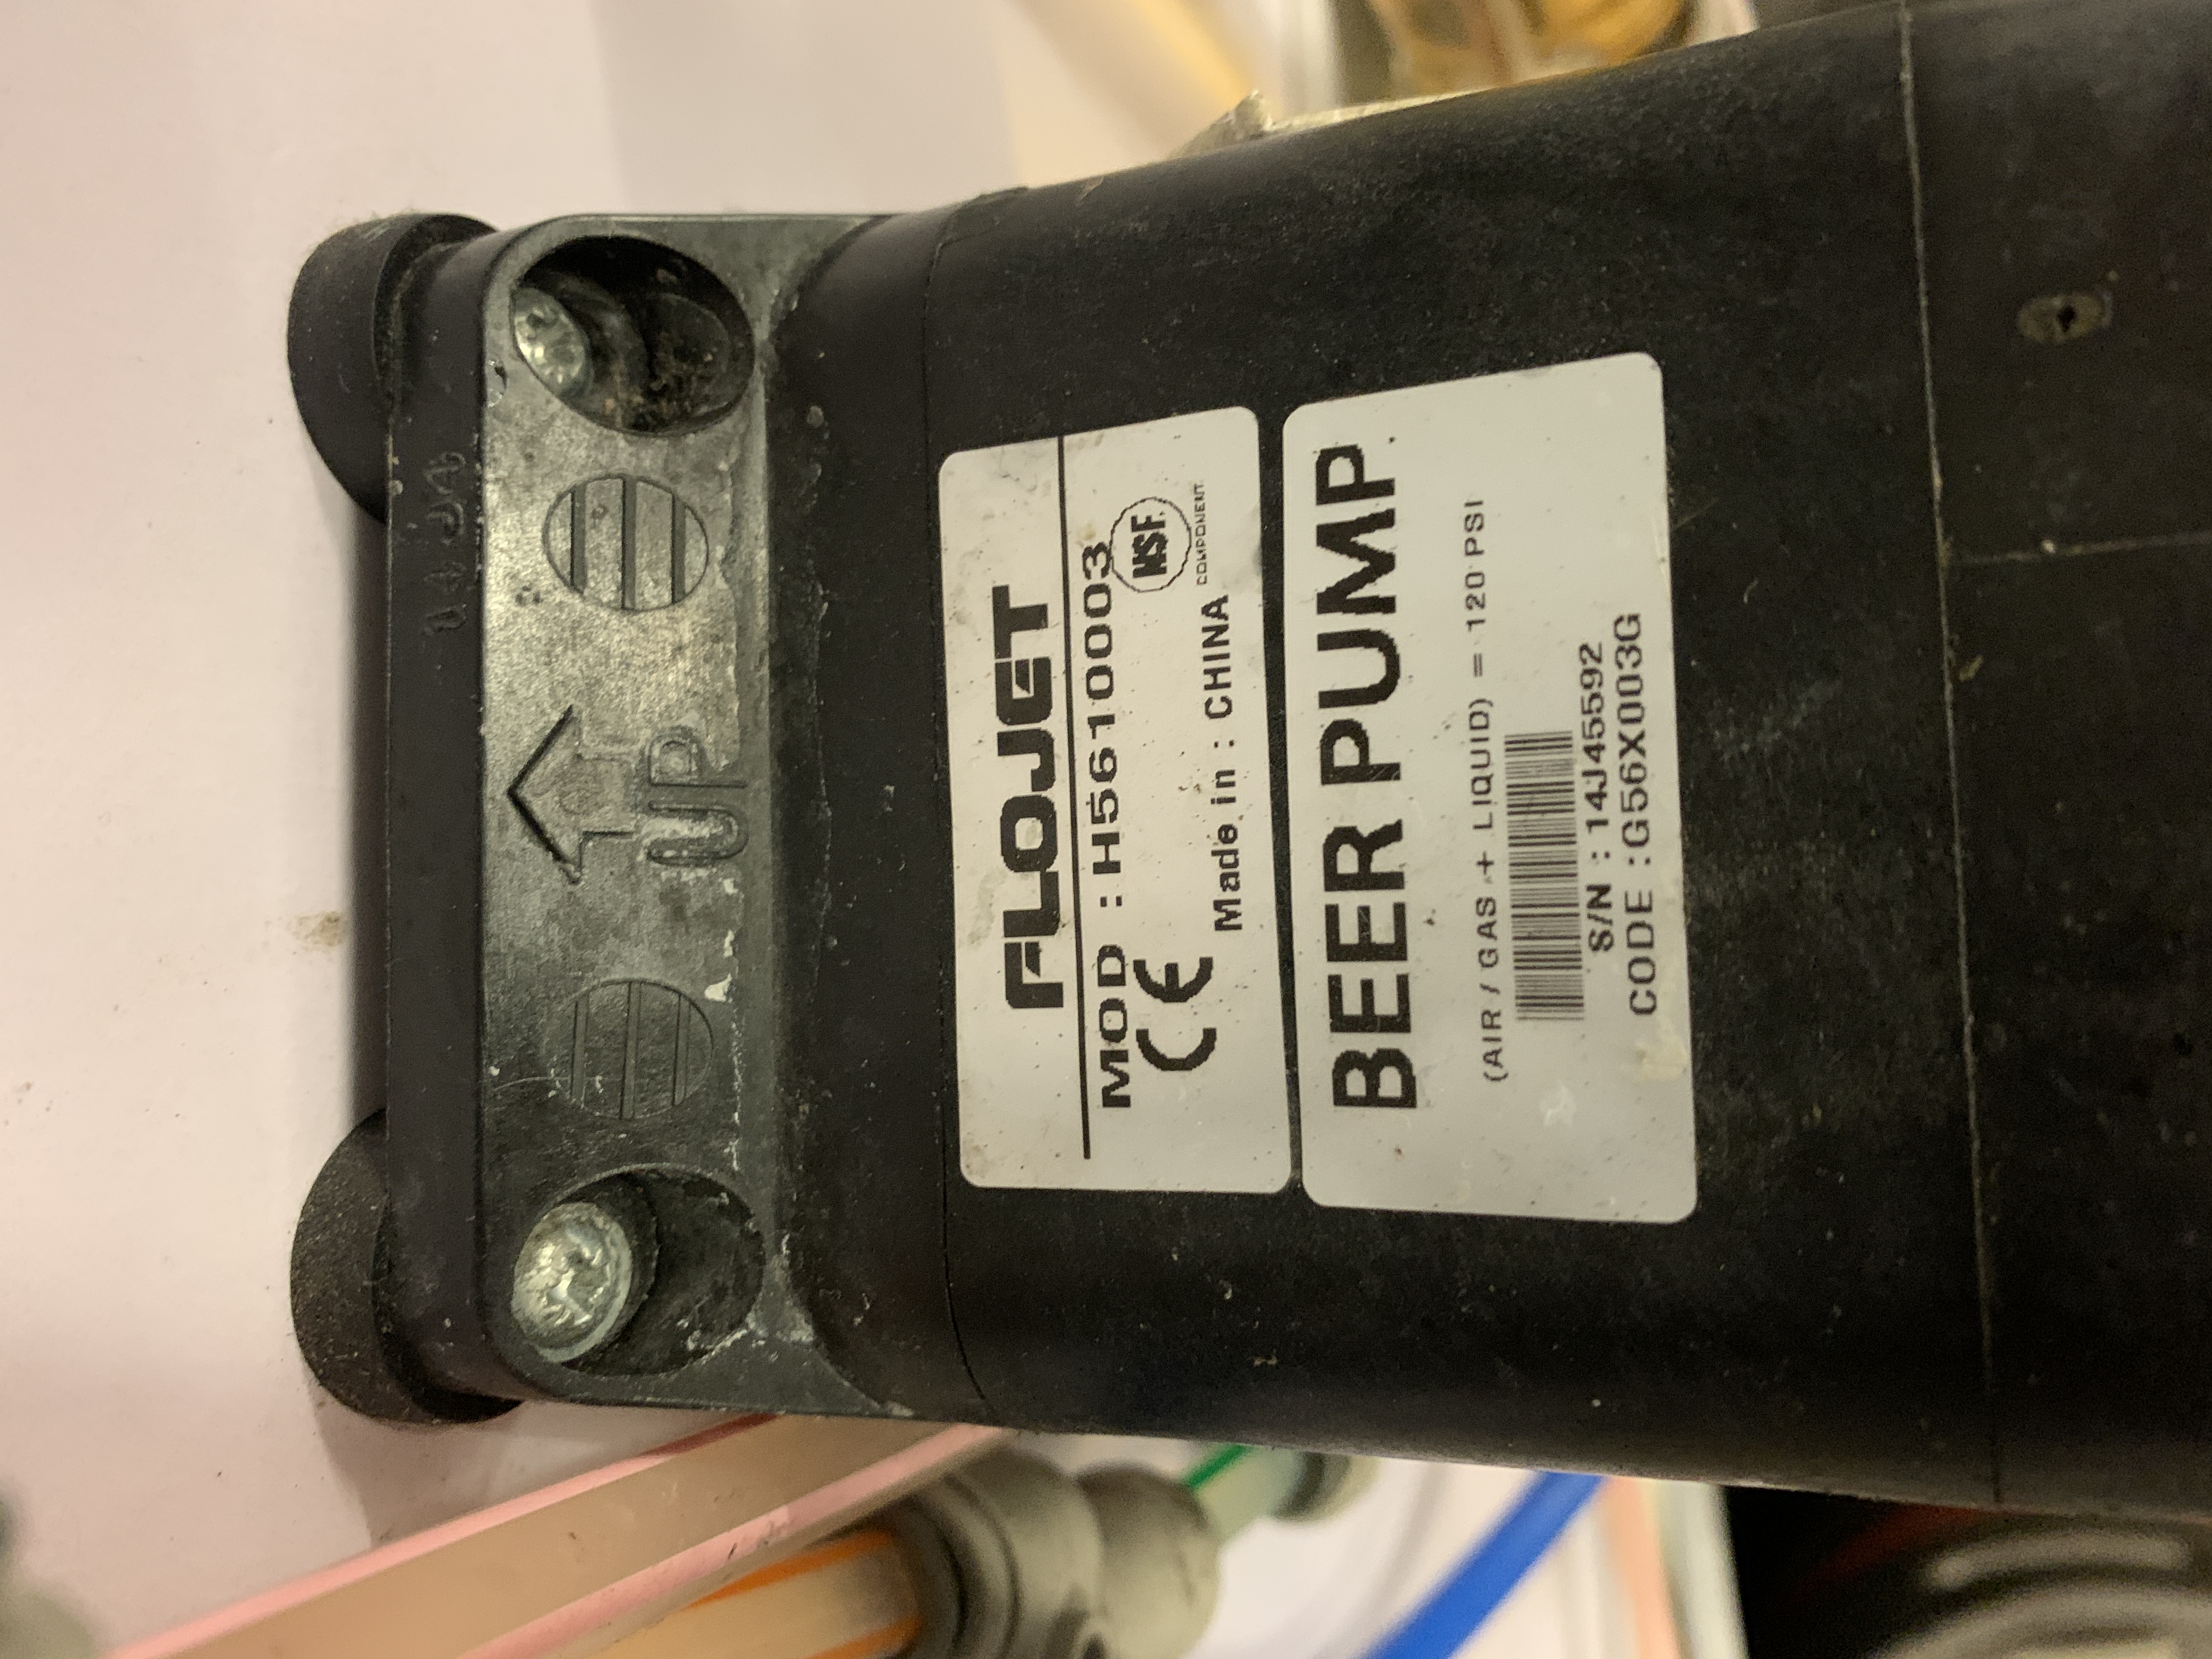 UP
FLOJET
MOD : H5610003
NSF
COMPONENT
CE
Made in : CHINA
BEER PUMP
(AIR / GAS + LIQUID) = 120 PSI
S/N : 14J45592
CODE :G56X003G